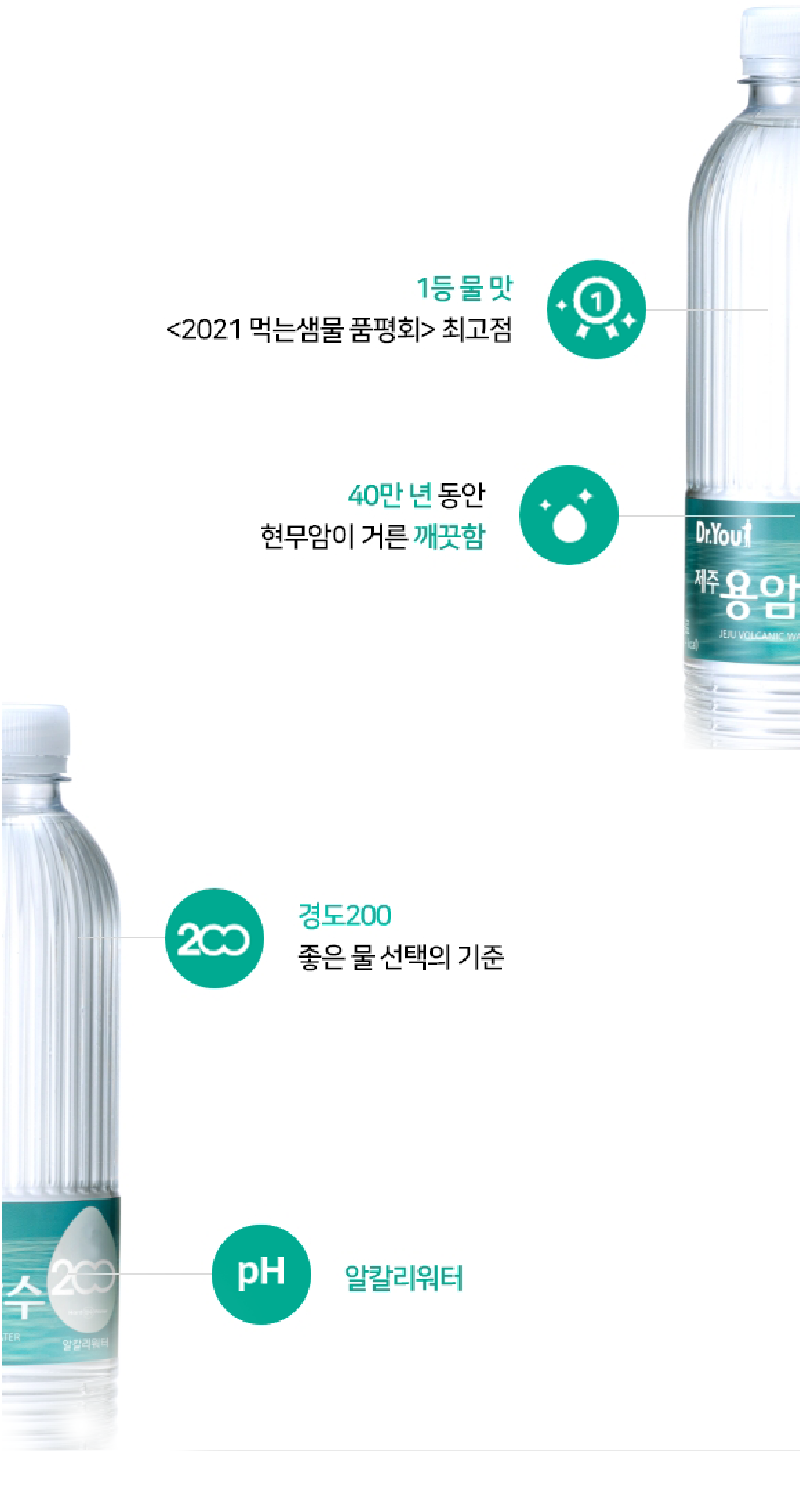 1등 물 맛
1
<2021 먹는샘물 품평회> 최고점
40만 년 동안
현무암이 거른 깨끗함
Dr.You
제주 용암
JEJU VOLCANIC WA
kcal)
200
경도200
좋은 물 선택의 기준
200
수
ATER
알칼리워터
pH
알칼리워터